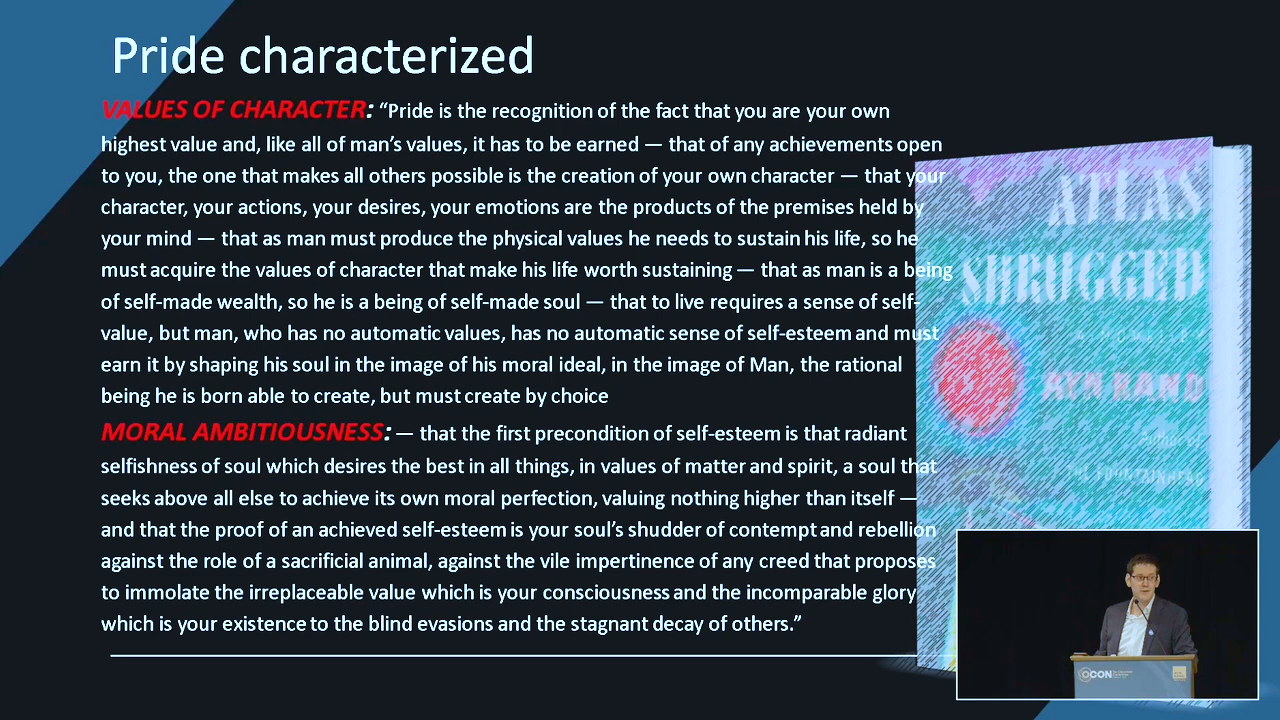 Pride characterized
VALUES OF CHARACTER: “Pride is the recognition of the fact that you are your own
highest value and, like all of man’s values, it has to be earned — that of any achievements open
to you, the one that makes all others possible is the creation of your own character — that your
character, your actions, your desires, your emotions are the products of the premises held by
your mind — that as man must produce the physical values he needs to sustain his life, so he
must acquire the values of character that make his life worth sustaining — that as man is a being
of self-made wealth, so he is a being of self-made soul — that to live requires a sense of self-
value, but man, who has no automatic values, has no automatic sense of self-esteem and must
earn it by shaping his soul in the image of his moral ideal, in the image of Man, the rational
being he is born able to create, but must create by choice
MORAL AMBITIOUSNESS: — that the first precondition of self-esteem is that radiant
selfishness of soul which desires the best in all things, in values of matter and spirit, a soul that
seeks above all else to achieve its own moral perfection, valuing nothing higher than itself —
and that the proof of an achieved self-esteem is your soul’s shudder of contempt and rebellion
against the role of a sacrificial animal, against the vile impertinence of any creed that proposes
to immolate the irreplaceable value which is your consciousness and the incomparable glory
which is your existence to the blind evasions and the stagnant decay of others.”
ATLAS
SHRUGGED
AYN RAND
Author of
THE FOUNTAINHEAD
OCON